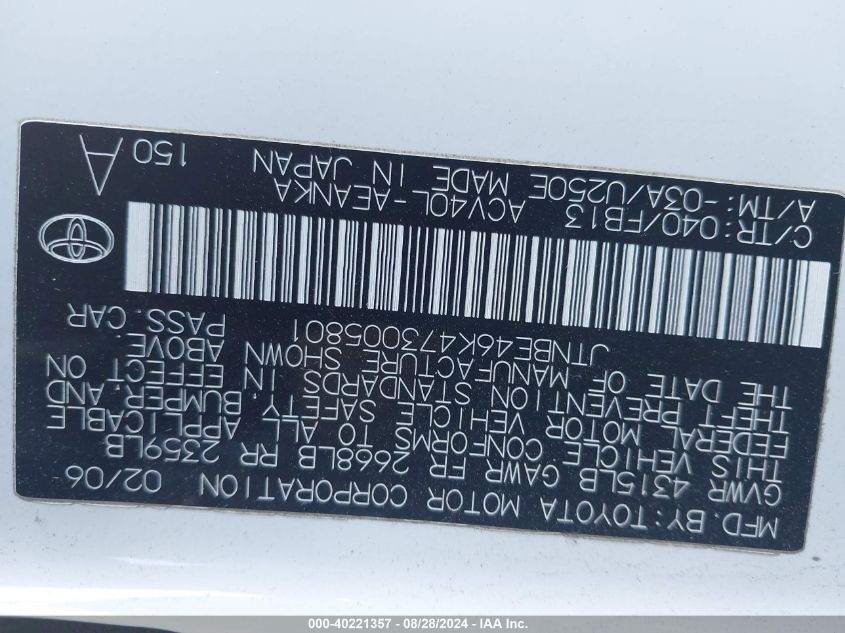 MFD. BY: TOYOTA MOTOR CORPORATION 02/06
GVWR 4315LB GAWR FR 2668LB RR 2359LB
THIS VEHICLE CONFORMS TO ALL APPLICABLE
FEDERAL MOTOR VEHICLE SAFETY, BUMPER, AND
THEFT PREVENTION STANDARDS IN EFFECT ON
THE DATE OF MANUFACTURE SHOWN ABOVE.
JTNBE46K473005801 PASS. CAR
C/TR:040/FB13 ACV40L-AEANKA
A/TM:-03A/U250E MADE IN JAPAN 150 A
000-40221357 - 08/28/2024 - IAA Inc.